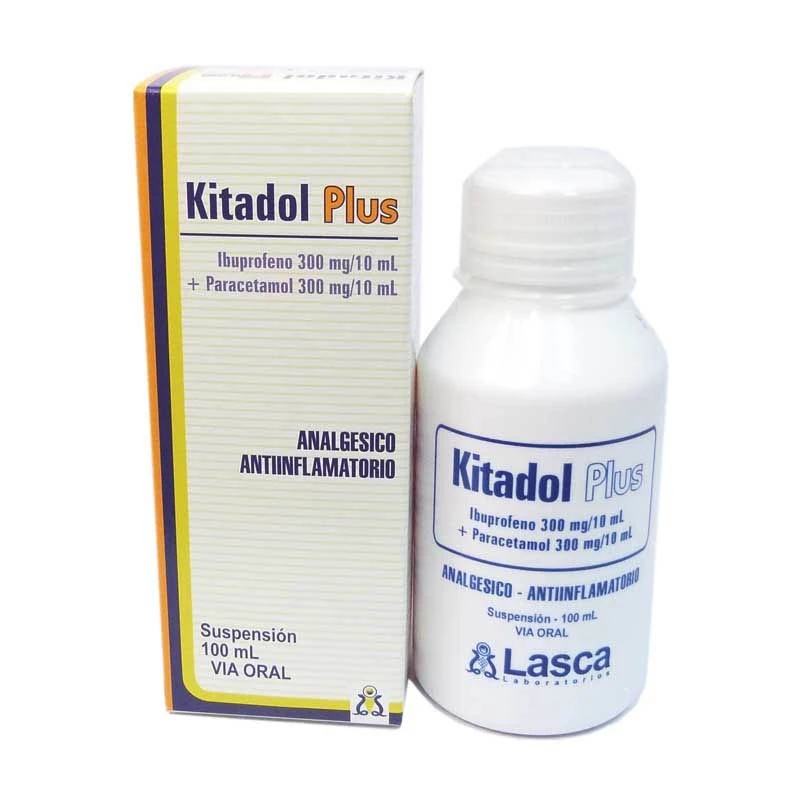 Kitadol Plus
Kitadol Plus
Ibuprofeno 300 mg/10 mL
+ Paracetamol 300 mg/10 mL
ANALGESICO
ANTIINFLAMATORIO
Suspensión
100 mL
VIA ORAL
Kitadol Plus
Ibuprofeno 300 mg/10 mL
+ Paracetamol 300 mg/10 mL
ANALGESICO - ANTIINFLAMATORIO
Suspensión - 100 mL
VIA ORAL
Lasca
Laboratorios